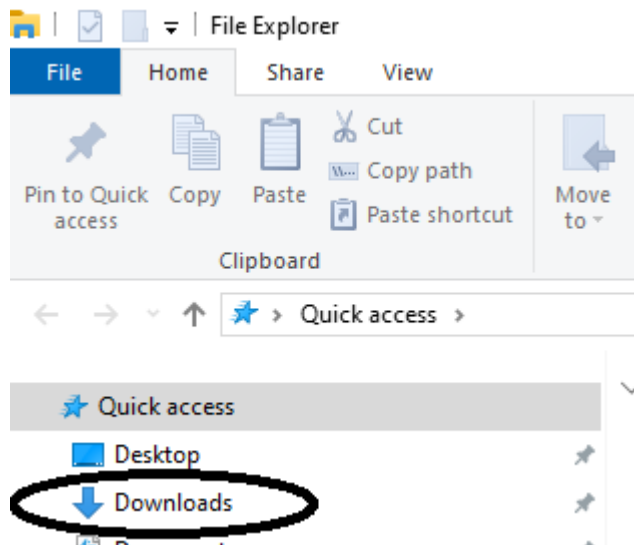 File Explorer
File Home Share View
Pin to Quick access
Copy
Paste
Cut
Copy path
Paste shortcut
Move to
Clipboard
Quick access
Quick access
Desktop
Downloads